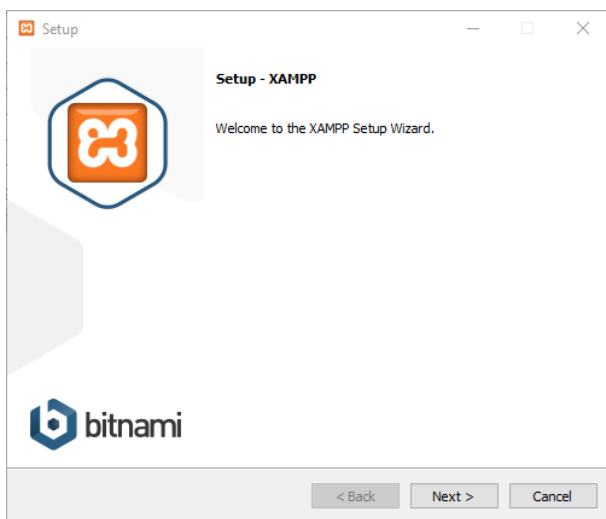 Setup
Setup - XAMPP
Welcome to the XAMPP Setup Wizard.
bitnami
< Back
Next >
Cancel